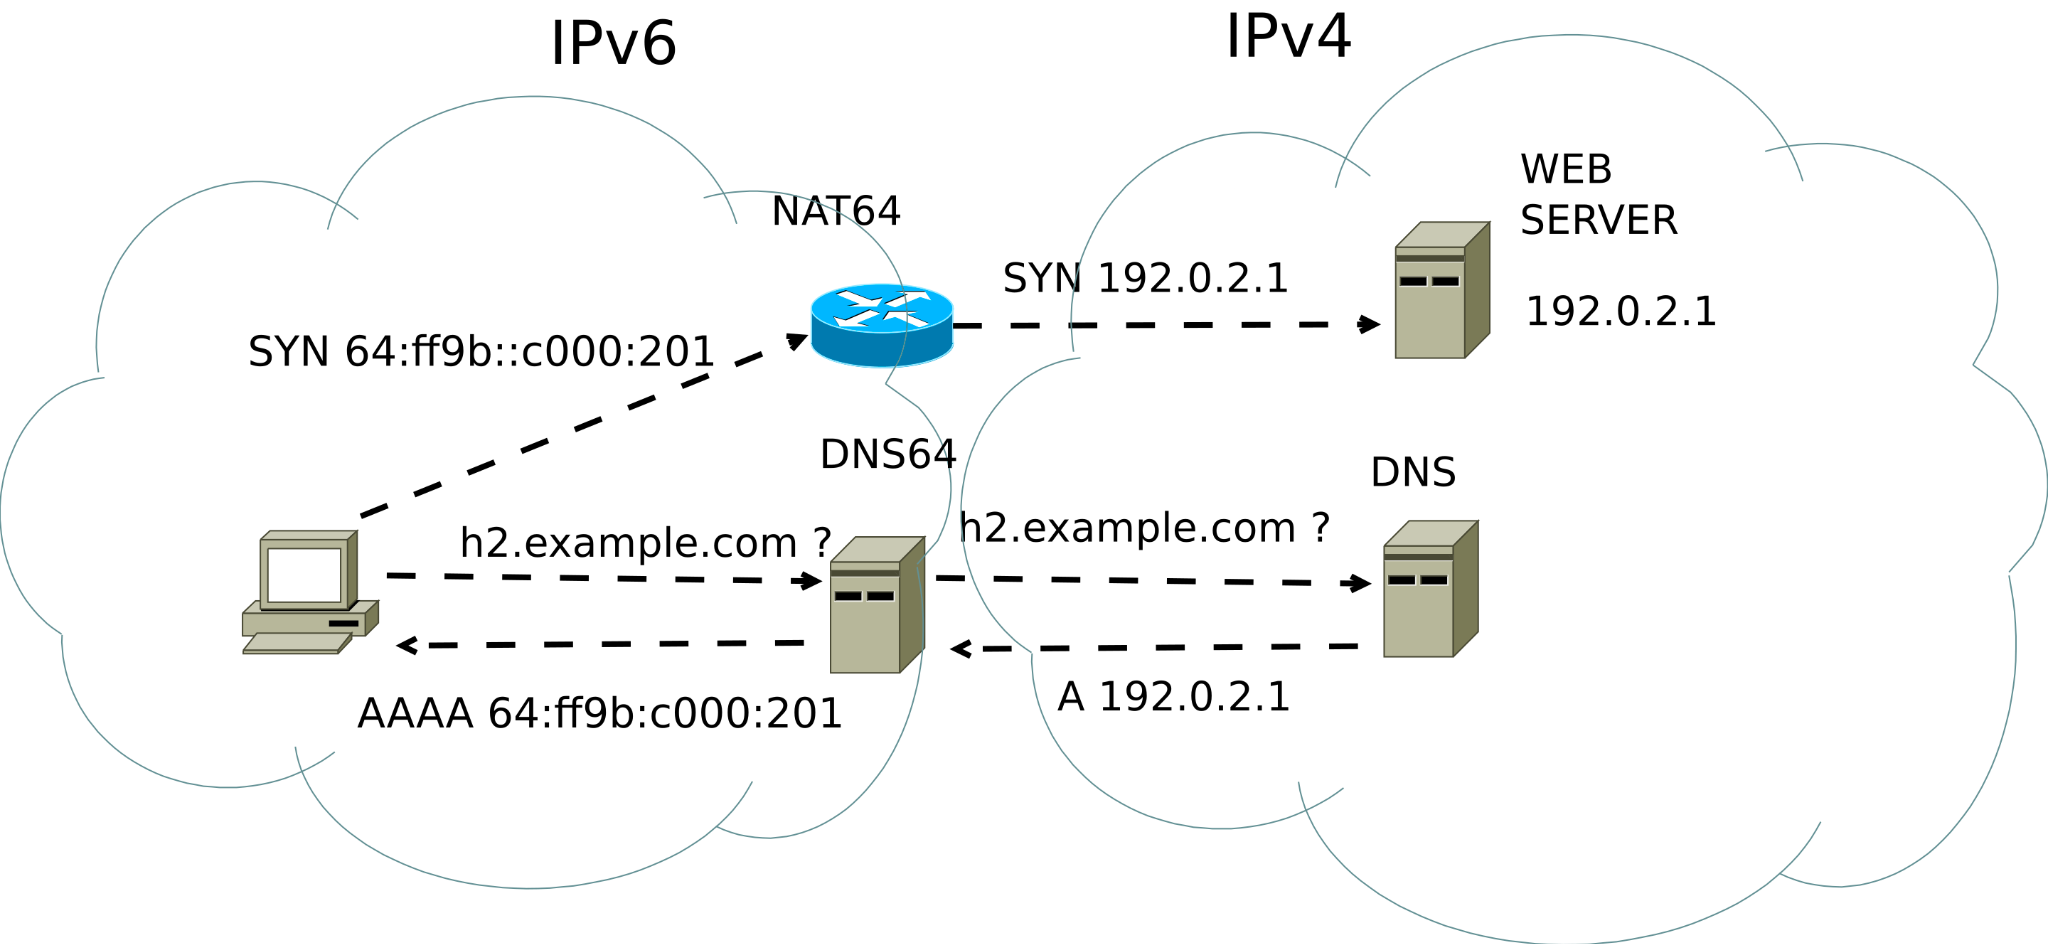 IPv6
IPv4
WEB
SERVER
NAT64
SYN 192.0.2.1
192.0.2.1
SYN 64:ff9b::c000:201
DNS64
DNS
h2.example.com ?
h2.example.com ?
AAAA 64:ff9b:c000:201
A 192.0.2.1